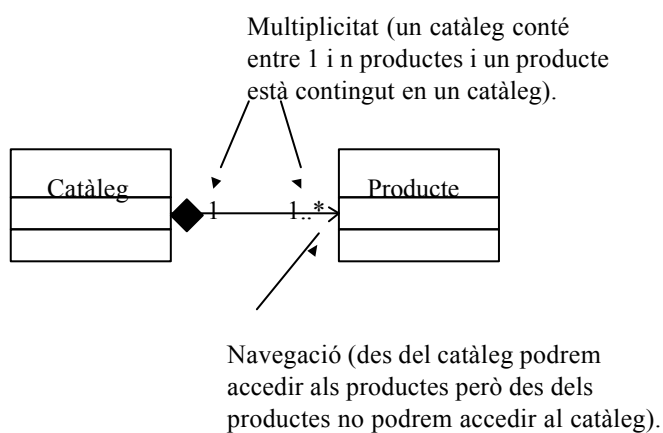 Multiplicitat (un catàleg conté
entre 1 i n productes i un producte
està contingut en un catàleg).
Catàleg
Producte
1
1..*
Navegació (des del catàleg podrem
accedir als productes però des dels
productes no podrem accedir al catàleg).